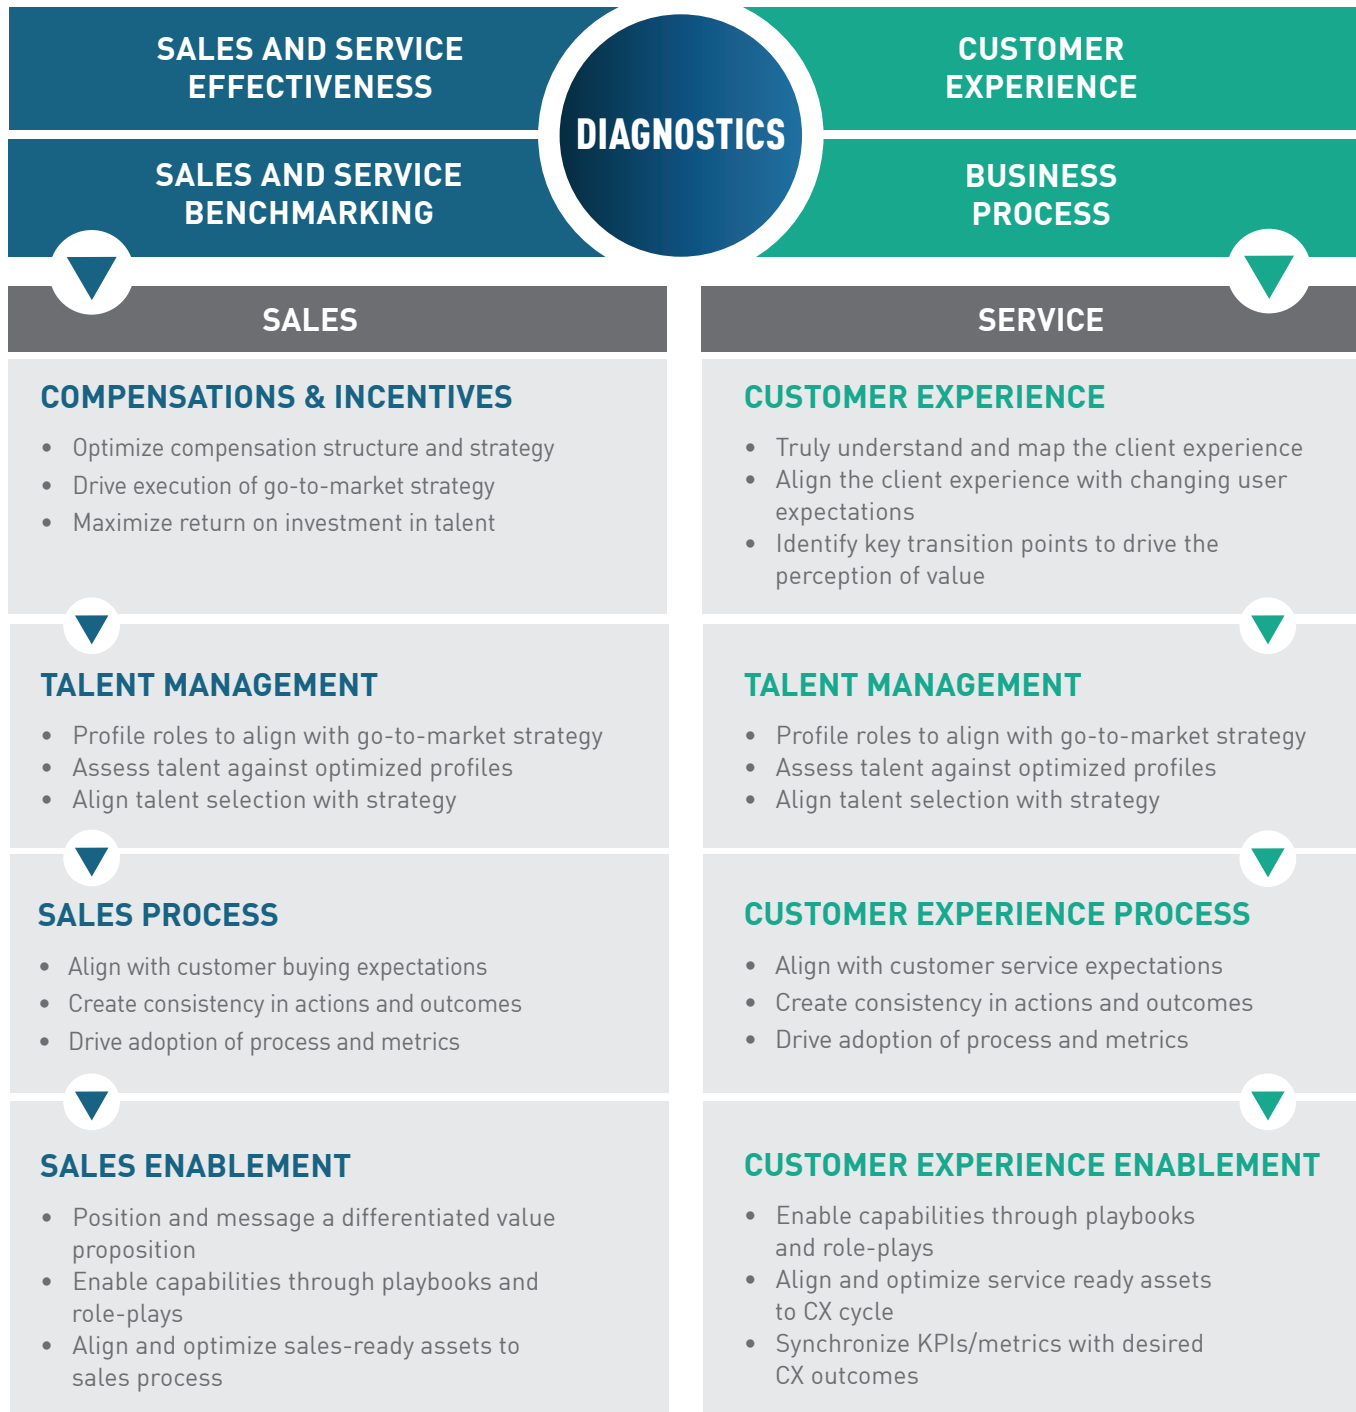 SALES AND SERVICE
EFFECTIVENESS
SALES AND SERVICE
BENCHMARKING
DIAGNOSTICS
CUSTOMER
EXPERIENCE
BUSINESS
PROCESS
SALES
COMPENSATIONS & INCENTIVES
• Optimize compensation structure and strategy
• Drive execution of go-to-market strategy
• Maximize return on investment in talent
TALENT MANAGEMENT
• Profile roles to align with go-to-market strategy
• Assess talent against optimized profiles
• Align talent selection with strategy
SALES PROCESS
• Align with customer buying expectations
• Create consistency in actions and outcomes
• Drive adoption of process and metrics
SALES ENABLEMENT
• Position and message a differentiated value
proposition
• Enable capabilities through playbooks and
role-plays
• Align and optimize sales-ready assets to
sales process
SERVICE
CUSTOMER EXPERIENCE
• Truly understand and map the client experience
• Align the client experience with changing user
expectations
• Identify key transition points to drive the
perception of value
TALENT MANAGEMENT
• Profile roles to align with go-to-market strategy
• Assess talent against optimized profiles
• Align talent selection with strategy
CUSTOMER EXPERIENCE PROCESS
• Align with customer service expectations
• Create consistency in actions and outcomes
• Drive adoption of process and metrics
CUSTOMER EXPERIENCE ENABLEMENT
• Enable capabilities through playbooks
and role-plays
• Align and optimize service ready assets
to CX cycle
• Synchronize KPIs/metrics with desired
CX outcomes